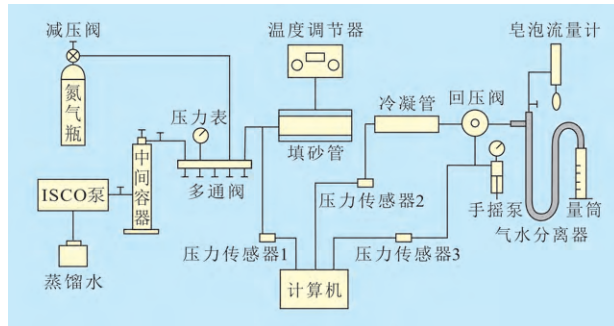 减压阀
温度调节器
皂泡流量计
氮气瓶
压力表
冷凝管
回压阀
中间容器
填砂管
ISCO泵
多通阀
压力传感器2
手摇泵
量筒
气水分离器
压力传感器1
压力传感器3
蒸馏水
计算机